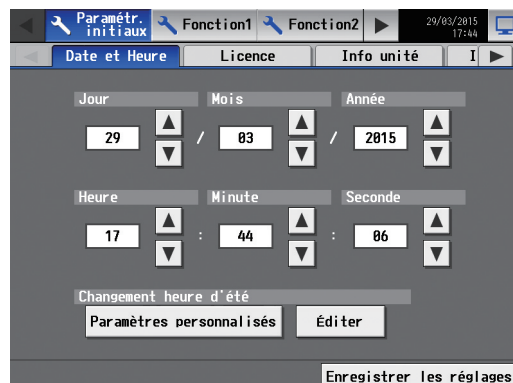 Paramétr. initiaux Fonction1 Fonction2 29/03/2015 17:44
Date et Heure Licence Info unité I
Jour Mois Année
29 / 03 / 2015
Heure Minute Seconde
17 : 44 : 06
Changement heure d'été
Paramètres personnalisés Éditer
Enregistrer les réglages